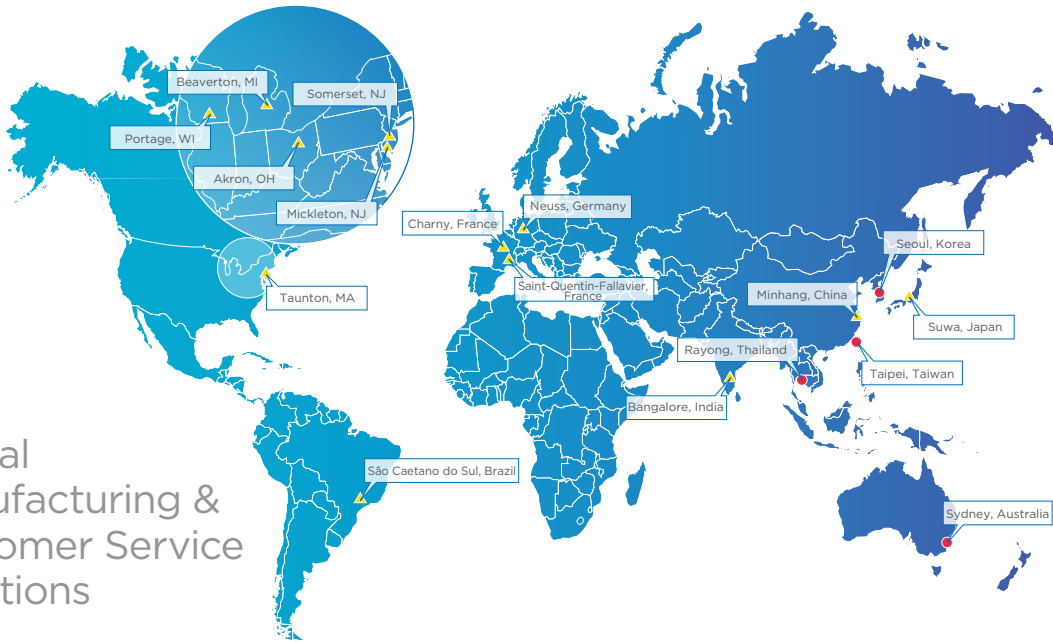 Beaverton, MI
Somerset, NJ
Portage, WI
Akron, OH
Mickleton, NJ
Neuss, Germany
Charny, France
Seoul, Korea
Saint-Quentin-Fallavier,
France
Minhang, China
Taunton, MA
Suwa, Japan
Rayong, Thailand
Taipei, Taiwan
Bangalore, India
São Caetano do Sul, Brazil
Sydney, Australia
al
ufacturing &
omer Service
tions